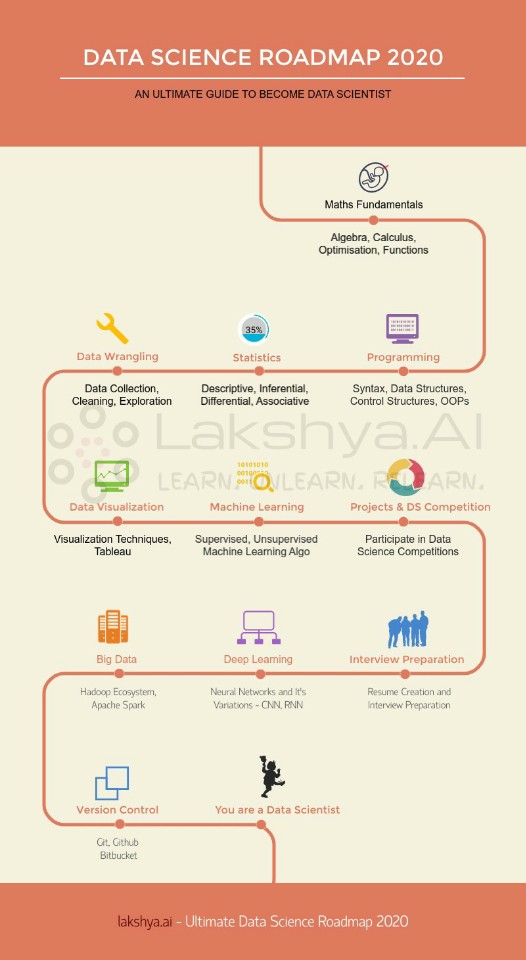 DATA SCIENCE ROADMAP 2020
AN ULTIMATE GUIDE TO BECOME DATA SCIENTIST
Maths Fundamentals
Algebra, Calculus,
Optimisation, Functions
35%
Programming
Syntax, Data Structures,
Control Structures, OOPs
Statistics
Descriptive, Inferential,
Differential, Associative
Data Wrangling
Data Collection,
Cleaning, Exploration
Lakshya.AI
LEARN. UNLEARN. RELEARN.
10101010
Data Visualization
Visualization Techniques,
Tableau
Machine Learning
Supervised, Unsupervised
Machine Learning Algo
Projects & DS Competition
Participate in Data
Science Competitions
Interview Preparation
Resume Creation and
Interview Preparation
Deep Learning
Neural Networks and It's
Variations - CNN, RNN
Big Data
Hadoop Ecosystem,
Apache Spark
Version Control
Git, Github
Bitbucket
You are a Data Scientist
lakshya.ai - Ultimate Data Science Roadmap 2020